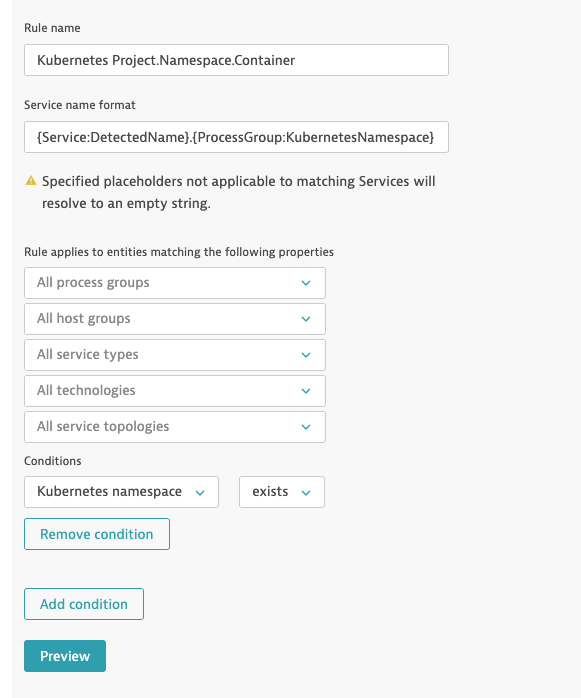 Rule name
Kubernetes Project.Namespace.Container
Service name format
{Service:DetectedName}.{ProcessGroup:KubernetesNamespace}
Specified placeholders not applicable to matching Services will
resolve to an empty string.
Rule applies to entities matching the following properties
All process groups
All host groups
All service types
All technologies
All service topologies
Conditions
Kubernetes namespace exists
Remove condition
Add condition
Preview